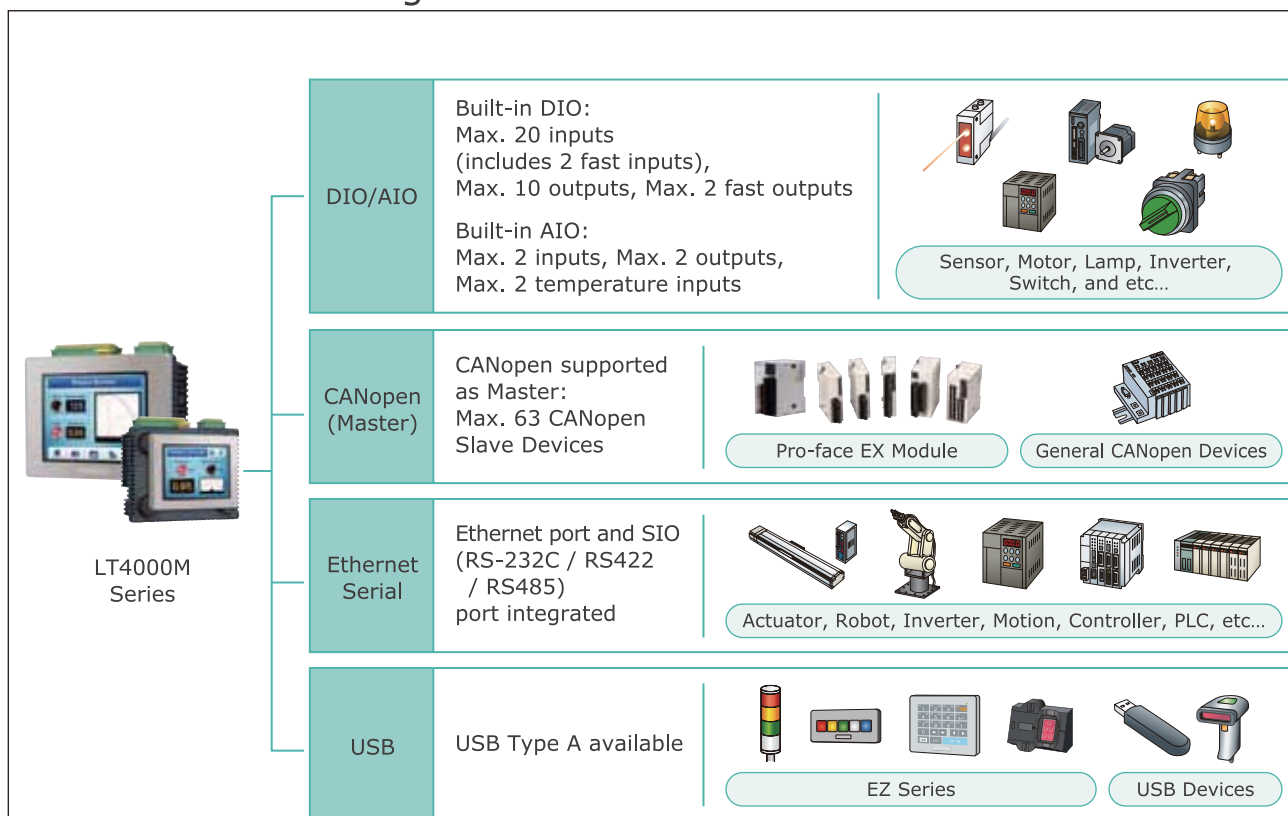 DIO/AIO
Built-in DIO:
Max. 20 inputs
(includes 2 fast inputs),
Max. 10 outputs, Max. 2 fast outputs
Built-in AIO:
Max. 2 inputs, Max. 2 outputs,
Max. 2 temperature inputs
Sensor, Motor, Lamp, Inverter,
Switch, and etc…
LT4000M
Series
CANopen
(Master)
CANopen supported
as Master:
Max. 63 CANopen
Slave Devices
Pro-face EX Module
General CANopen Devices
Ethernet
Serial
Ethernet port and SIO
(RS-232C / RS422
/ RS485)
port integrated
Actuator, Robot, Inverter, Motion, Controller, PLC, etc…
USB
USB Type A available
EZ Series
USB Devices